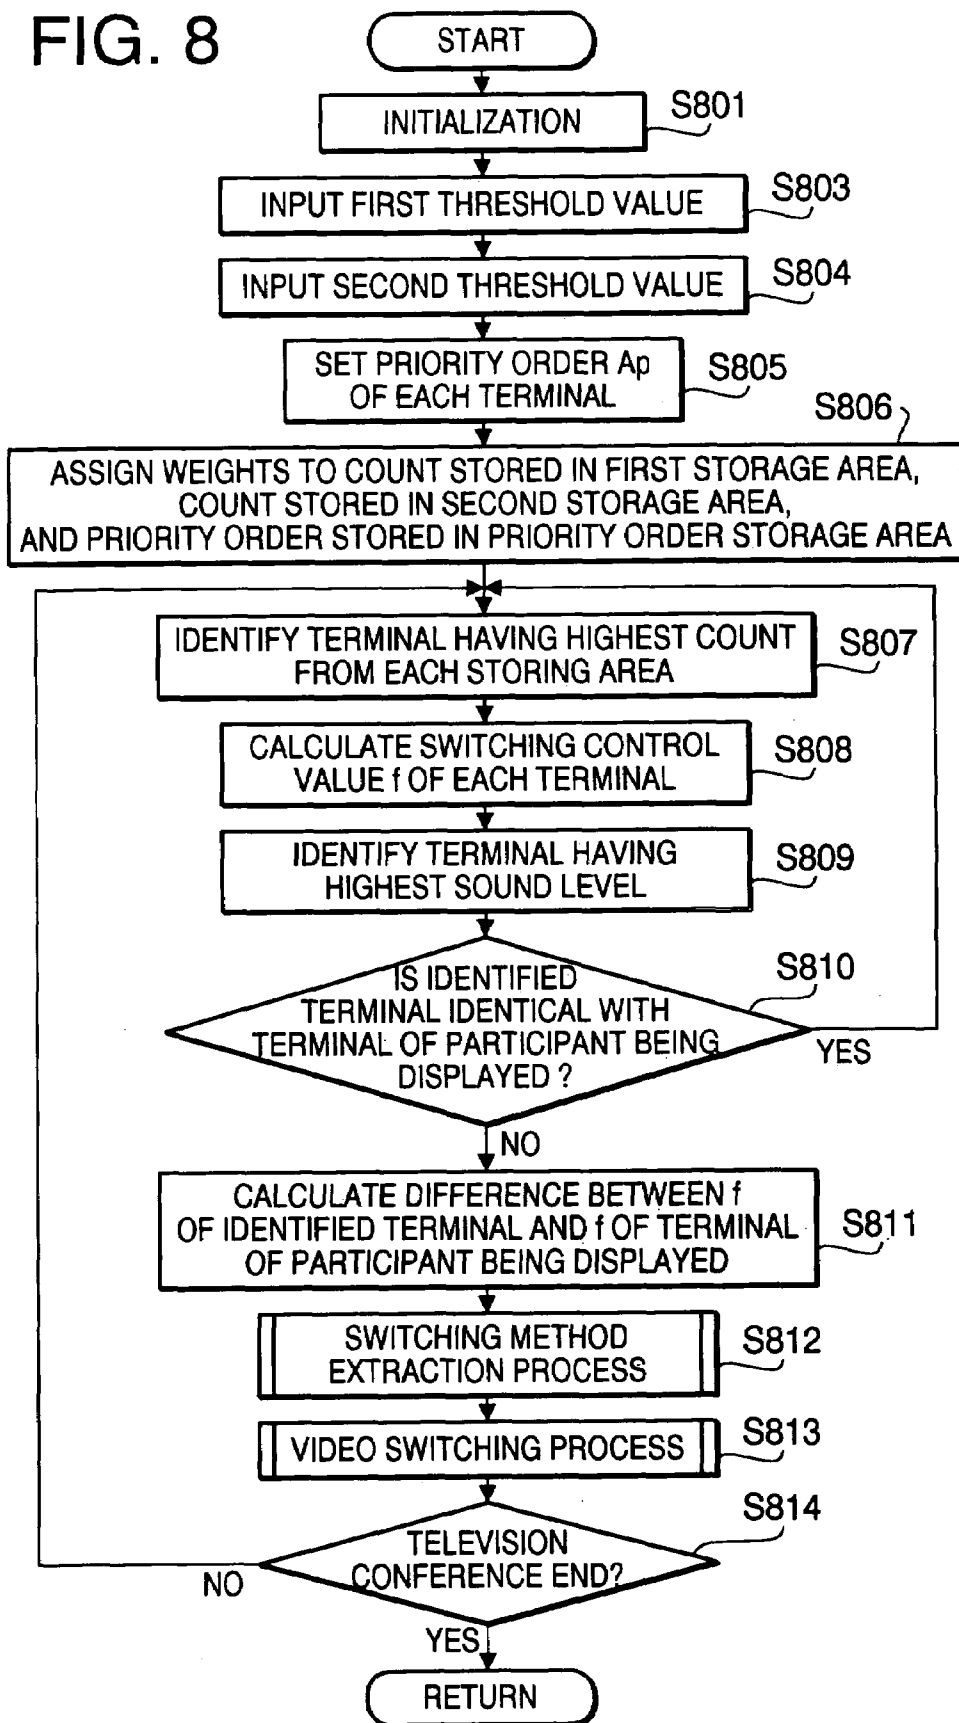 FIG. 8
START
INITIALIZATION
S801
INPUT FIRST THRESHOLD VALUE
S803
INPUT SECOND THRESHOLD VALUE
S804
SET PRIORITY ORDER Ap
OF EACH TERMINAL
S805
S806
ASSIGN WEIGHTS TO COUNT STORED IN FIRST STORAGE AREA,
COUNT STORED IN SECOND STORAGE AREA,
AND PRIORITY ORDER STORED IN PRIORITY ORDER STORAGE AREA
IDENTIFY TERMINAL HAVING HIGHEST COUNT
FROM EACH STORING AREA
S807
CALCULATE SWITCHING CONTROL
VALUE f OF EACH TERMINAL
S808
IDENTIFY TERMINAL HAVING
HIGHEST SOUND LEVEL
S809
IS IDENTIFIED
TERMINAL IDENTICAL WITH
TERMINAL OF PARTICIPANT BEING
DISPLAYED ?
S810
YES
NO
CALCULATE DIFFERENCE BETWEEN f
OF IDENTIFIED TERMINAL AND f OF TERMINAL
OF PARTICIPANT BEING DISPLAYED
S811
SWITCHING METHOD
EXTRACTION PROCESS
S812
VIDEO SWITCHING PROCESS
S813
TELEVISION
CONFERENCE END?
S814
NO
YES
RETURN